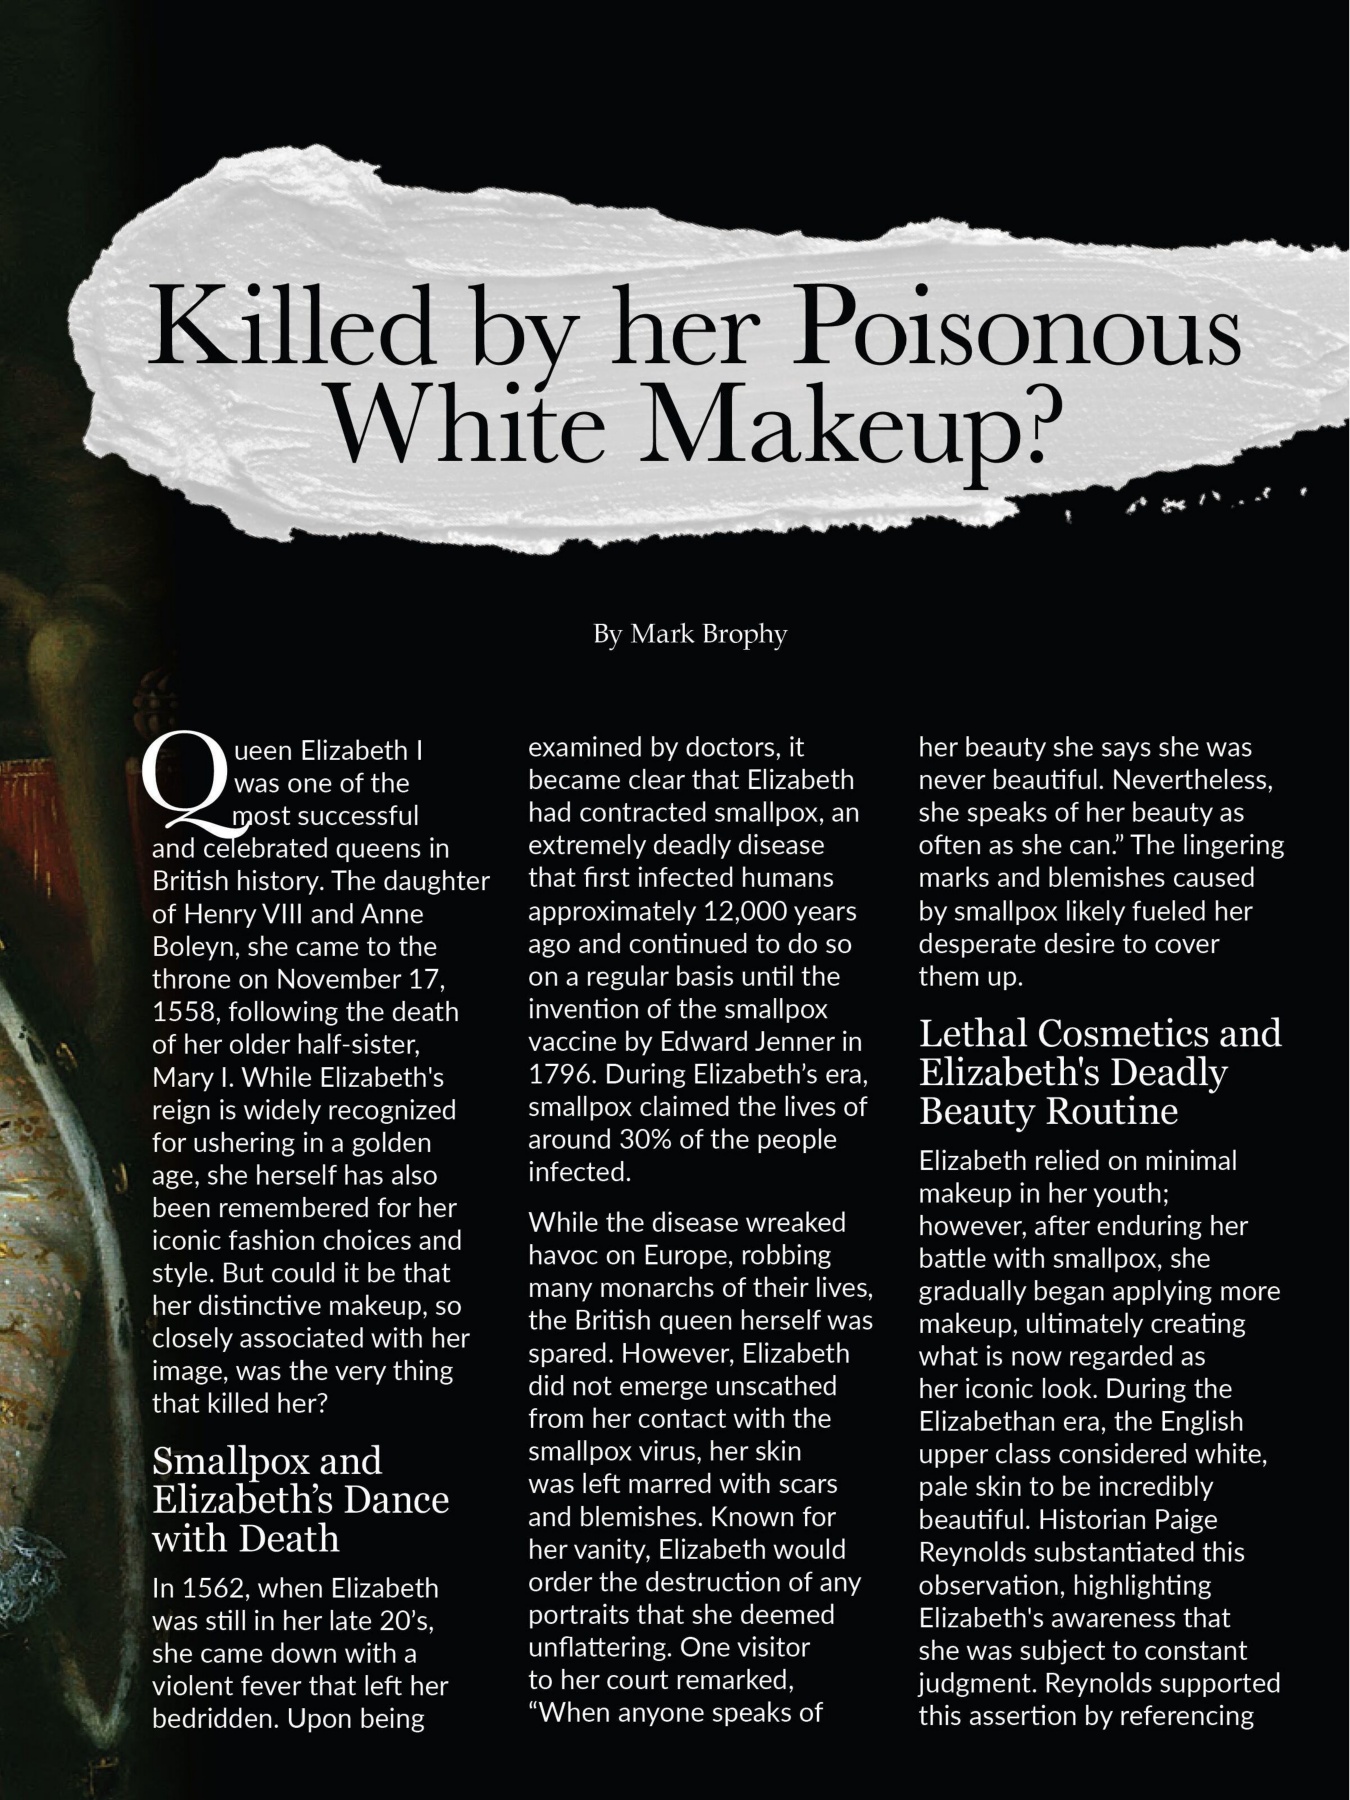 Killed by her Poisonous
White Makeup?
By Mark Brophy
Queen Elizabeth I
was one of the
most successful
and celebrated queens in
British history. The daughter
of Henry VIII and Anne
Boleyn, she came to the
throne on November 17,
1558, following the death
of her older half-sister,
Mary I. While Elizabeth's
reign is widely recognized
for ushering in a golden
age, she herself has also
been remembered for her
iconic fashion choices and
style. But could it be that
her distinctive makeup, so
closely associated with her
image, was the very thing
that killed her?
Smallpox and
Elizabeth’s Dance
with Death
In 1562, when Elizabeth
was still in her late 20’s,
she came down with a
violent fever that left her
bedridden. Upon being
examined by doctors, it
became clear that Elizabeth
had contracted smallpox, an
extremely deadly disease
that first infected humans
approximately 12,000 years
ago and continued to do so
on a regular basis until the
invention of the smallpox
vaccine by Edward Jenner in
1796. During Elizabeth’s era,
smallpox claimed the lives of
around 30% of the people
infected.
While the disease wreaked
havoc on Europe, robbing
many monarchs of their lives,
the British queen herself was
spared. However, Elizabeth
did not emerge unscathed
from her contact with the
smallpox virus, her skin
was left marred with scars
and blemishes. Known for
her vanity, Elizabeth would
order the destruction of any
portraits that she deemed
unflattering. One visitor
to her court remarked,
“When anyone speaks of
her beauty she says she was
never beautiful. Nevertheless,
she speaks of her beauty as
often as she can.” The lingering
marks and blemishes caused
by smallpox likely fueled her
desperate desire to cover
them up.
Lethal Cosmetics and
Elizabeth's Deadly
Beauty Routine
Elizabeth relied on minimal
makeup in her youth;
however, after enduring her
battle with smallpox, she
gradually began applying more
makeup, ultimately creating
what is now regarded as
her iconic look. During the
Elizabethan era, the English
upper class considered white,
pale skin to be incredibly
beautiful. Historian Paige
Reynolds substantiated this
observation, highlighting
Elizabeth's awareness that
she was subject to constant
judgment. Reynolds supported
this assertion by referencing